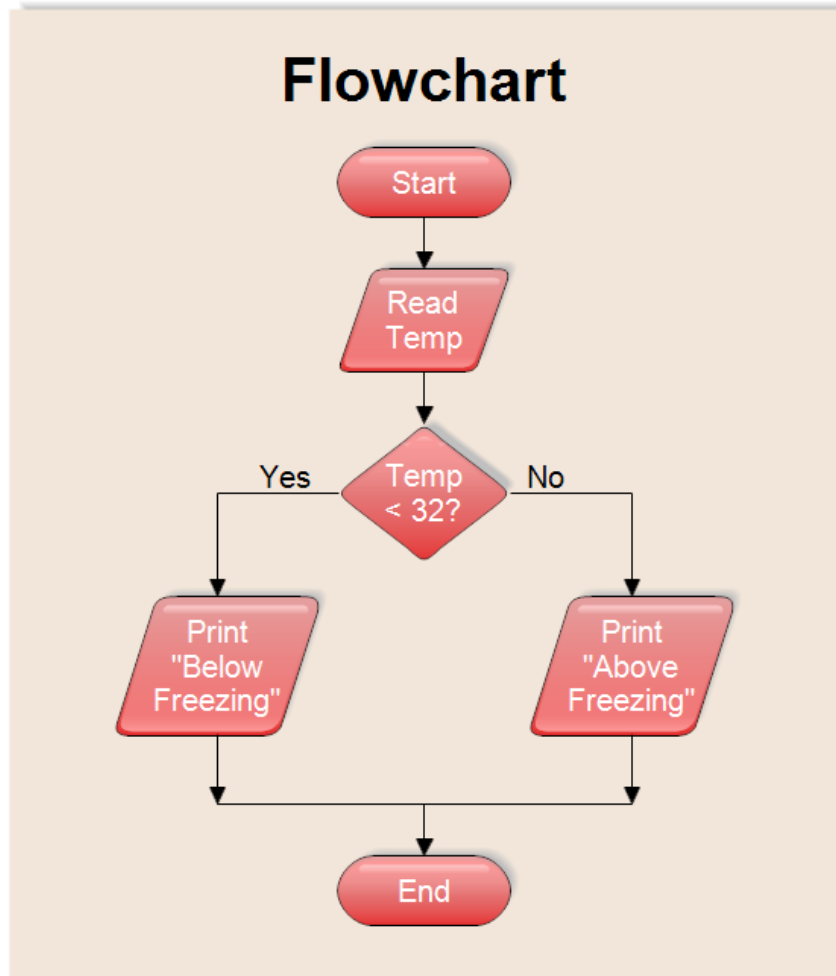 Flowchart
Start
Read
Temp
Temp
< 32?
Yes
No
Print
"Below
Freezing"
Print
"Above
Freezing"
End